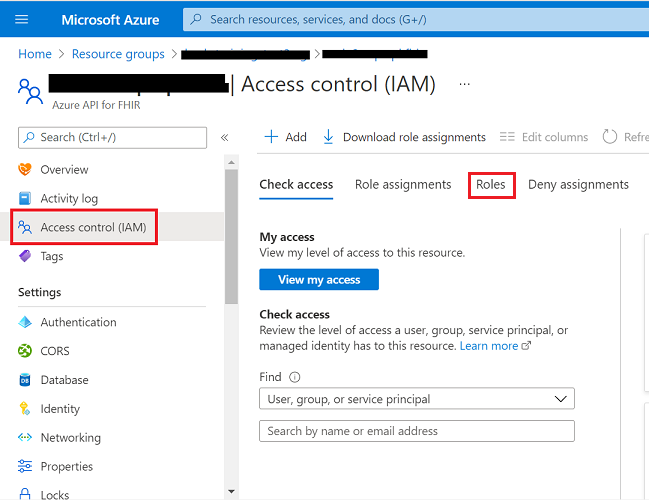 Microsoft Azure
Search resources, services, and docs (G+/)
Home > Resource groups > >
| Access control (IAM) ...
Azure API for FHIR
Search (Ctrl+/) «
+ Add Download role assignments Edit columns Refre
Overview
Activity log
Access control (IAM)
Tags
Settings
Authentication
CORS
Database
Identity
Networking
Properties
Locks
Check access Role assignments Roles Deny assignments
My access
View my level of access to this resource.
View my access
Check access
Review the level of access a user, group, service principal, or
managed identity has to this resource. Learn more
Find
User, group, or service principal
Search by name or email address